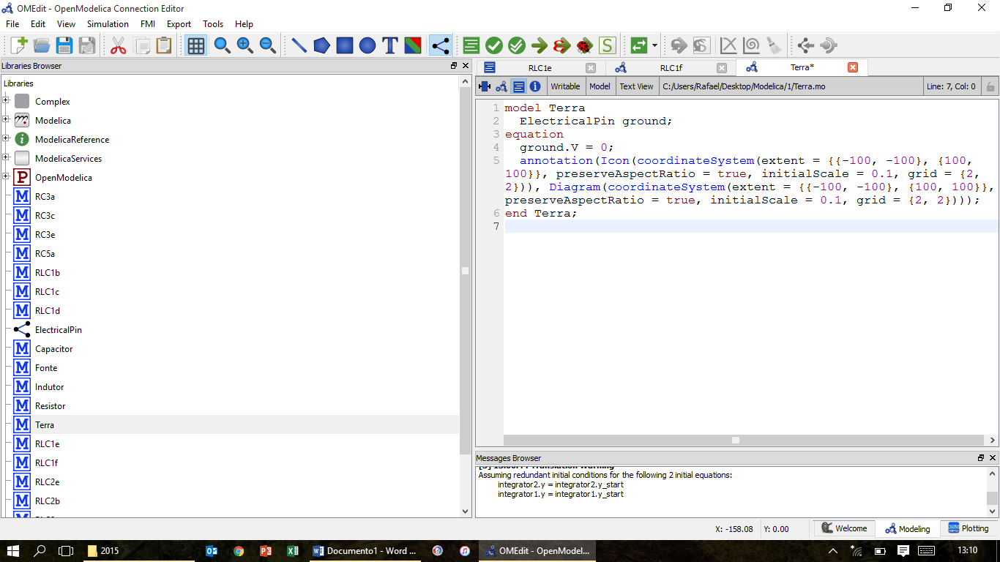 OMEdit - OpenModelica Connection Editor
File Edit View Simulation FMI Export Tools Help
Libraries Browser
Libraries
Complex
Modelica
ModelicaReference
ModelicaServices
OpenModelica
RC3a
RC3c
RC3e
RC5a
RLC1b
RLC1c
RLC1d
ElectricalPin
Capacitor
Fonte
Indutor
Resistor
Terra
RLC1e
RLC1f
RLC2e
RLC2b
RLC1e RLC1f Terra*
Writable Model Text View C:/Users/Rafael/Desktop/Modelica/1/Terra.mo Line: 7, Col: 0
1 model Terra
2 ElectricalPin ground;
3 equation
4 ground.V = 0;
5 annotation(Icon(coordinateSystem(extent = {{-100, -100}, {100,
100}}, preserveAspectRatio = true, initialScale = 0.1, grid = {2,
2})), Diagram(coordinateSystem(extent = {{-100, -100}, {100, 100}},
preserveAspectRatio = true, initialScale = 0.1, grid = {2, 2})));
6 end Terra;
7
Messages Browser
Translation Warning
Assuming redundant initial conditions for the following 2 initial equations:
integrator2.y = integrator2.y_start
integrator1.y = integrator1.y_start
X: -158.08 Y: 0.00 Welcome Modeling Plotting
2015 Documento1 - Word ... OMEdit - OpenModel... 13:10